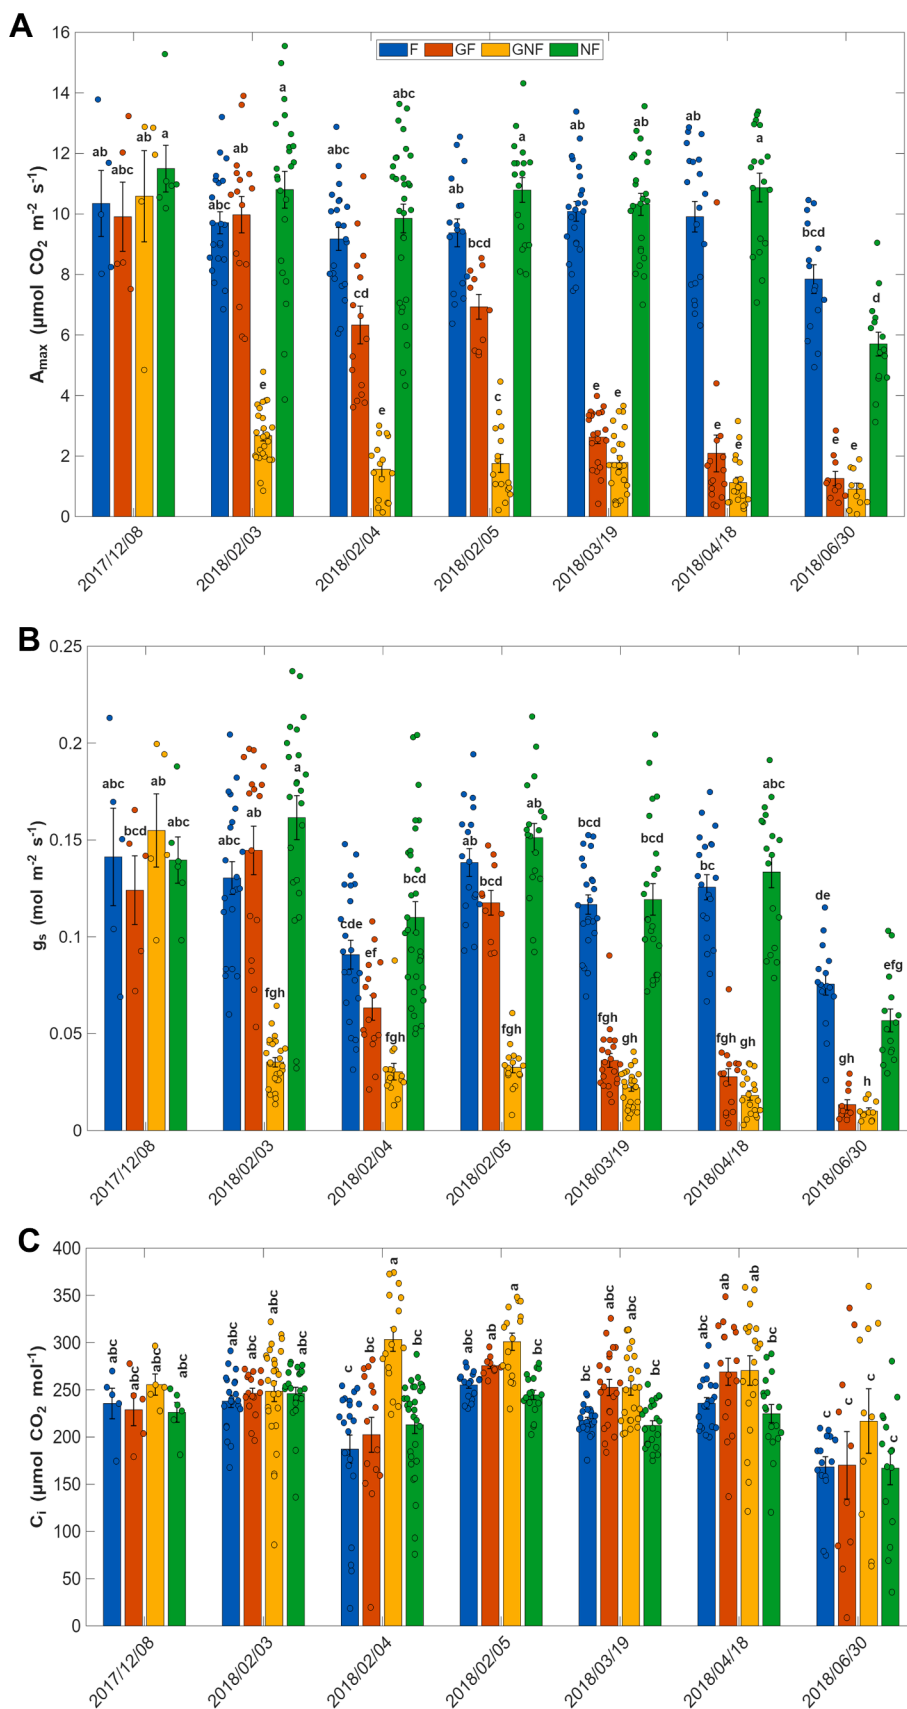 A
16
14
12
10
8
6
4
2
0
Amax (µmol CO2 m-2 s-1)
F GF GNF NF
ab abc ab a
abc ab e a
abc cd e abc
ab bcd c a
ab e e ab
ab e e a
bcd e e d
2017/12/08
2018/02/03
2018/02/04
2018/02/05
2018/03/19
2018/04/18
2018/06/30
B
0.25
0.2
0.15
0.1
0.05
0
gs (mol m-2 s-1)
abc bcd ab abc
abc ab fgh a
cde ef fgh bcd
ab bcd fgh ab
bcd fgh gh bcd
bc fgh gh abc
de gh h efg
2017/12/08
2018/02/03
2018/02/04
2018/02/05
2018/03/19
2018/04/18
2018/06/30
C
400
350
300
250
200
150
100
50
0
Ci (µmol CO2 mol-1)
abc abc abc abc
abc abc abc abc
c bc a bc
abc ab a bc
bc abc abc bc
abc ab ab bc
c c c c
2017/12/08
2018/02/03
2018/02/04
2018/02/05
2018/03/19
2018/04/18
2018/06/30